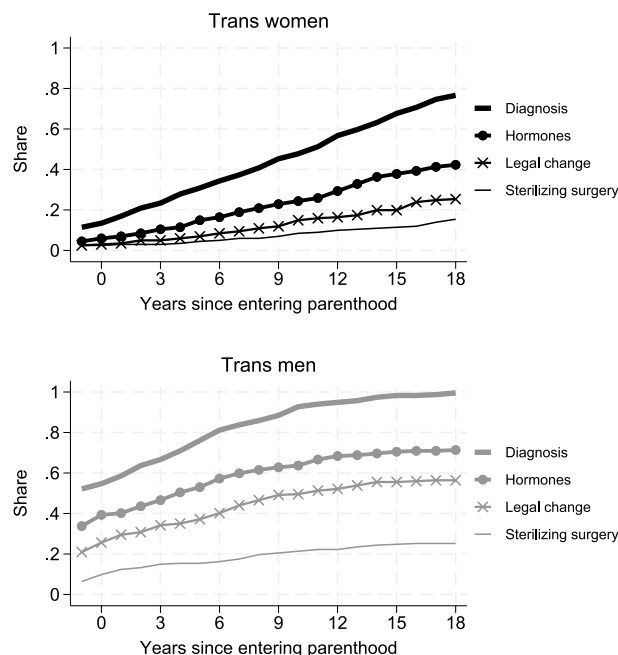 Trans women
1
.8
.6
.4
.2
0
Share
0 3 6 9 12 15 18
Years since entering parenthood
Diagnosis
Hormones
Legal change
Sterilizing surgery
Trans men
1
.8
.6
.4
.2
0
Share
0 3 6 9 12 15 18
Years since entering parenthood
Diagnosis
Hormones
Legal change
Sterilizing surgery